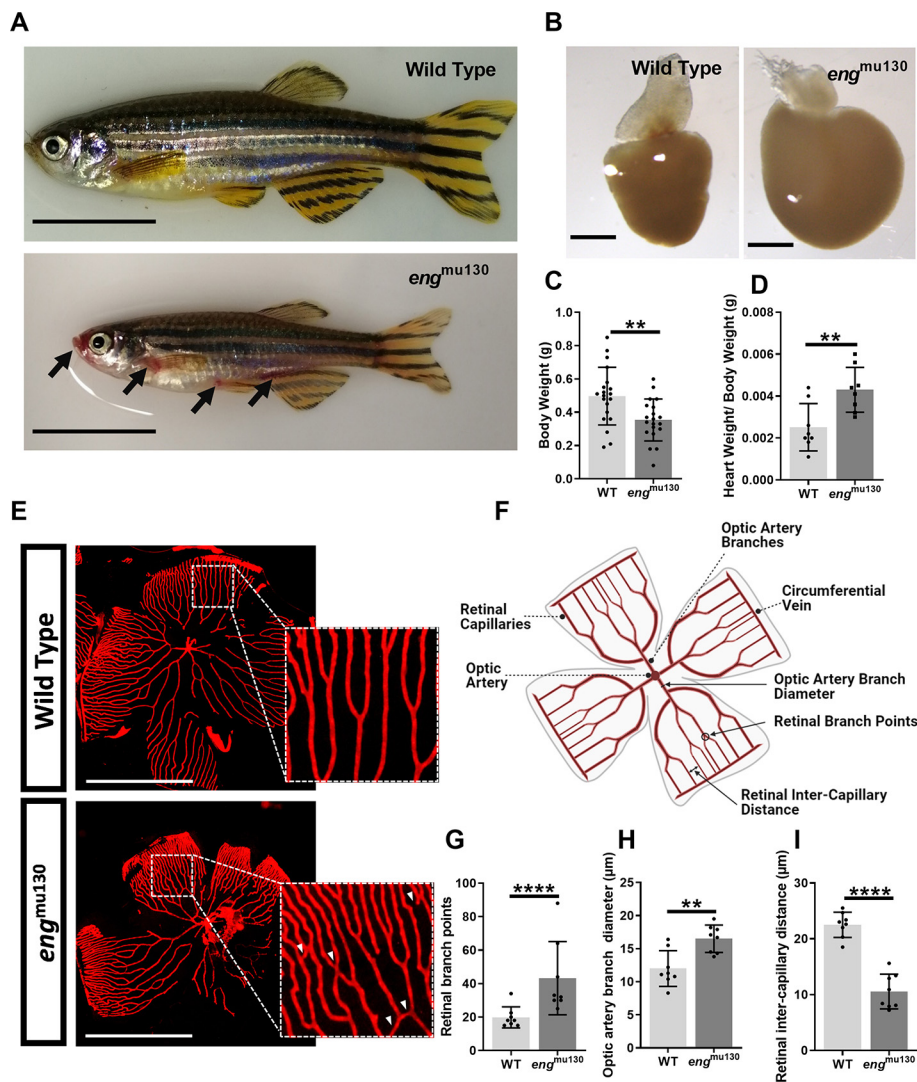 A
Wild Type
eng^mu130
B
Wild Type
eng^mu130
C
Body Weight (g)
1.0
0.8
0.6
0.4
0.2
0.0
**
WT
eng^mu130
D
Heart Weight/ Body Weight (g)
0.008
0.006
0.004
0.002
0.000
**
WT
eng^mu130
E
Wild Type
eng^mu130
F
Optic Artery
Branches
Retinal
Capillaries
Circumferential
Vein
Optic
Artery
Optic Artery Branch
Diameter
Retinal Branch Points
Retinal Inter-Capillary
Distance
G
Retinal branch points
100
80
60
40
20
0
****
WT
eng^mu130
H
Optic artery branch diameter (μm)
25
20
15
10
5
0
**
WT
eng^mu130
I
Retinal inter-capillary distance (μm)
30
20
10
0
****
WT
eng^mu130